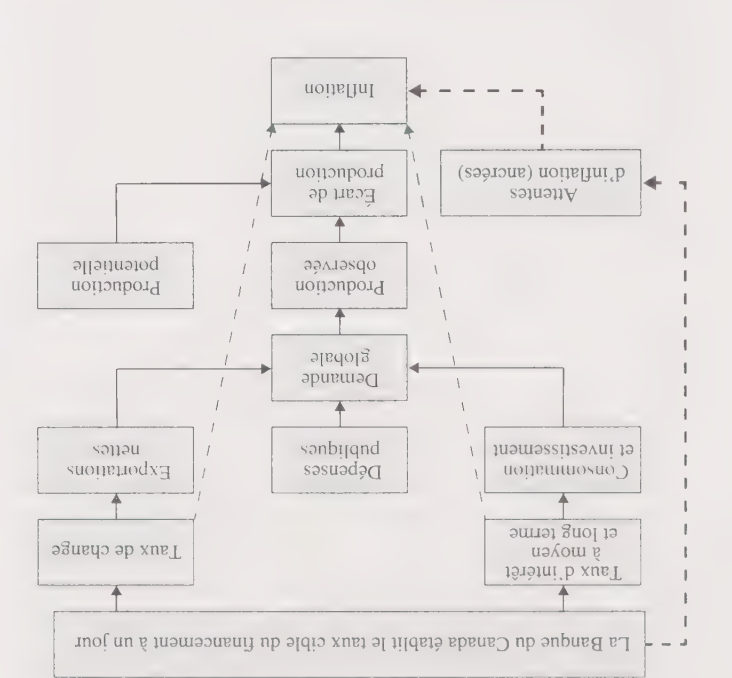 La Banque du Canada établit le taux cible du financement à un jour
Taux d'intérêt
à moyen
et long terme
Taux de change
Consommation
et investissement
Dépenses
publiques
Exportations
nettes
Demande
globale
Production
observée
Production
potentielle
Attentes
d'inflation (ancrées)
Écart de
production
Inflation